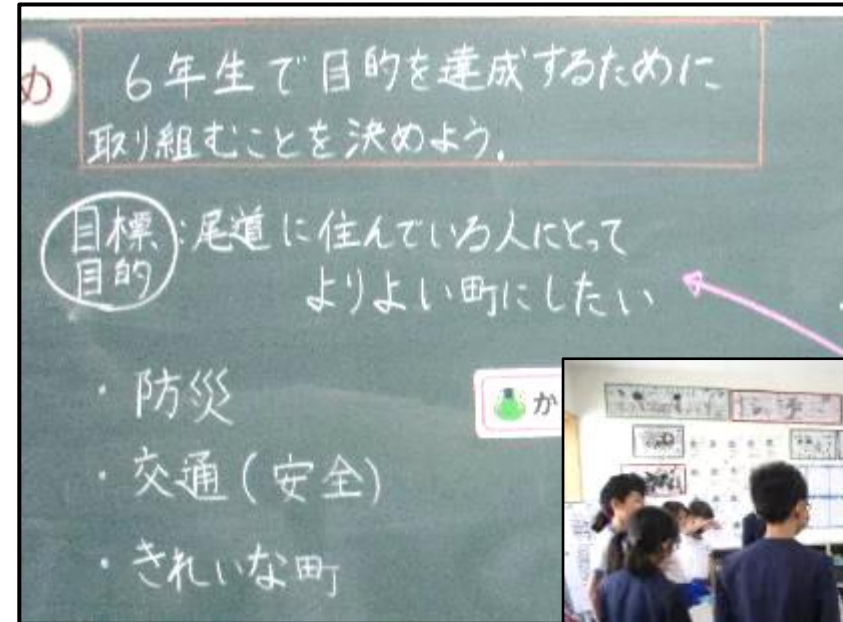 め
6年生で目的を達成するために
取り組むことを決めよう。
目標
目的
:尾道に住んでいる人にとって
よりよい町にしたい
・防災
・交通(安全)
・きれいな町
か